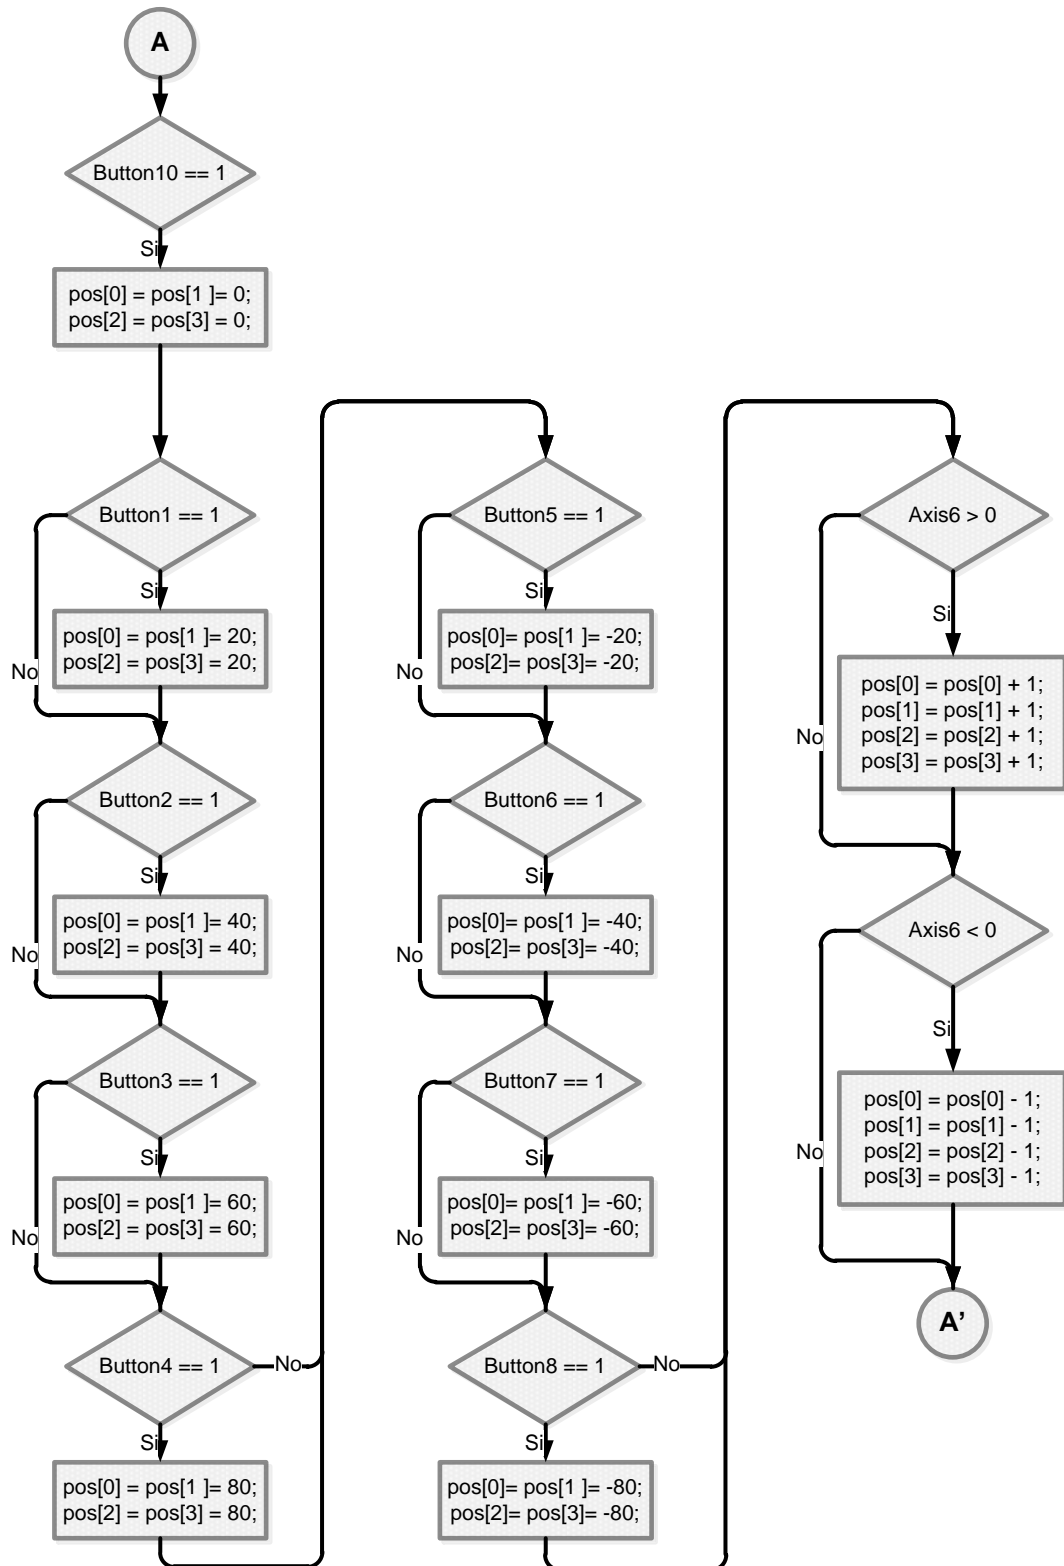 A
Button10 == 1
Si
pos[0] = pos[1 ]= 0;
pos[2] = pos[3] = 0;
Button1 == 1
Si
pos[0] = pos[1 ]= 20;
pos[2] = pos[3] = 20;
No
Button2 == 1
Si
pos[0] = pos[1 ]= 40;
pos[2] = pos[3] = 40;
No
Button3 == 1
Si
pos[0] = pos[1 ]= 60;
pos[2] = pos[3] = 60;
No
Button4 == 1
No
Si
pos[0] = pos[1 ]= 80;
pos[2] = pos[3] = 80;
Button5 == 1
Si
pos[0]= pos[1 ]= -20;
pos[2]= pos[3]= -20;
No
Button6 == 1
Si
pos[0]= pos[1 ]= -40;
pos[2]= pos[3]= -40;
No
Button7 == 1
Si
pos[0]= pos[1 ]= -60;
pos[2]= pos[3]= -60;
No
Button8 == 1
No
Si
pos[0]= pos[1 ]= -80;
pos[2]= pos[3]= -80;
Axis6 > 0
Si
pos[0] = pos[0] + 1;
pos[1] = pos[1] + 1;
pos[2] = pos[2] + 1;
pos[3] = pos[3] + 1;
No
Axis6 < 0
Si
pos[0] = pos[0] - 1;
pos[1] = pos[1] - 1;
pos[2] = pos[2] - 1;
pos[3] = pos[3] - 1;
No
A’